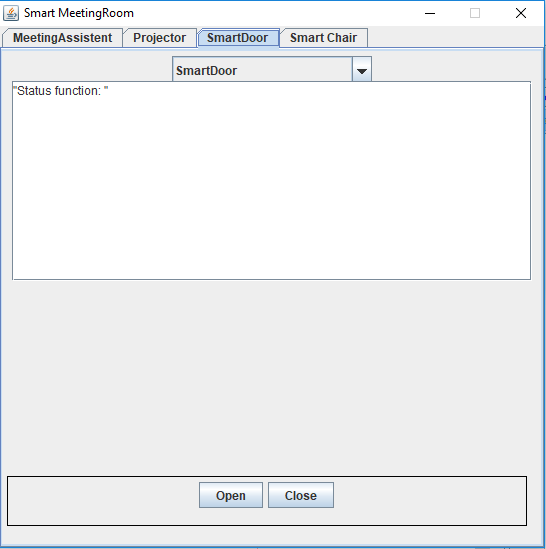 Smart MeetingRoom
MeetingAssistent Projector SmartDoor Smart Chair
SmartDoor
"Status function: "
Open Close